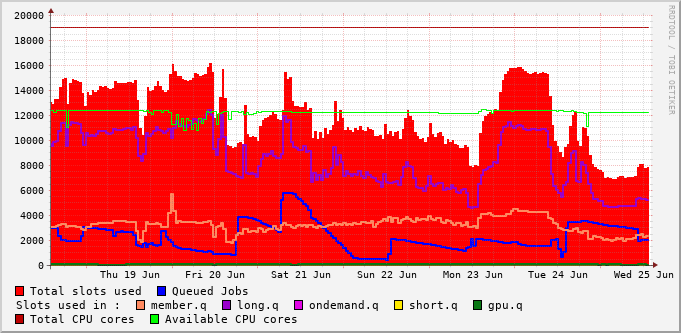 20000
18000
16000
14000
12000
10000
8000
6000
4000
2000
0
Thu 19 Jun Fri 20 Jun Sat 21 Jun Sun 22 Jun Mon 23 Jun Tue 24 Jun Wed 25 Jun
Total slots used Queued Jobs
Slots used in : member.q long.q ondemand.q short.q gpu.q
Total CPU cores Available CPU cores
RRDTOOL / TOBI OETIKER